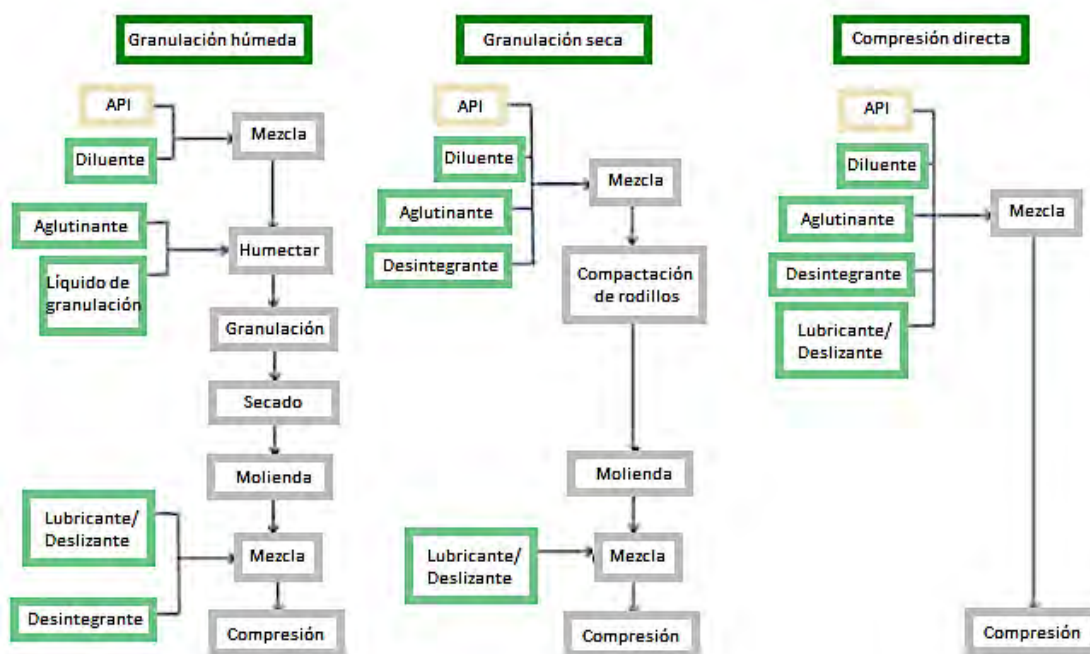 Granulación húmeda
API
Diluente
Mezcla
Aglutinante
Líquido de
granulación
Humectar
Granulación
Secado
Molienda
Lubricante/
Deslizante
Mezcla
Desintegrante
Compresión
Granulación seca
API
Diluente
Aglutinante
Desintegrante
Mezcla
Compactación
de rodillos
Molienda
Lubricante/
Deslizante
Mezcla
Compresión
Compresión directa
API
Diluente
Aglutinante
Desintegrante
Lubricante/
Deslizante
Mezcla
Compresión